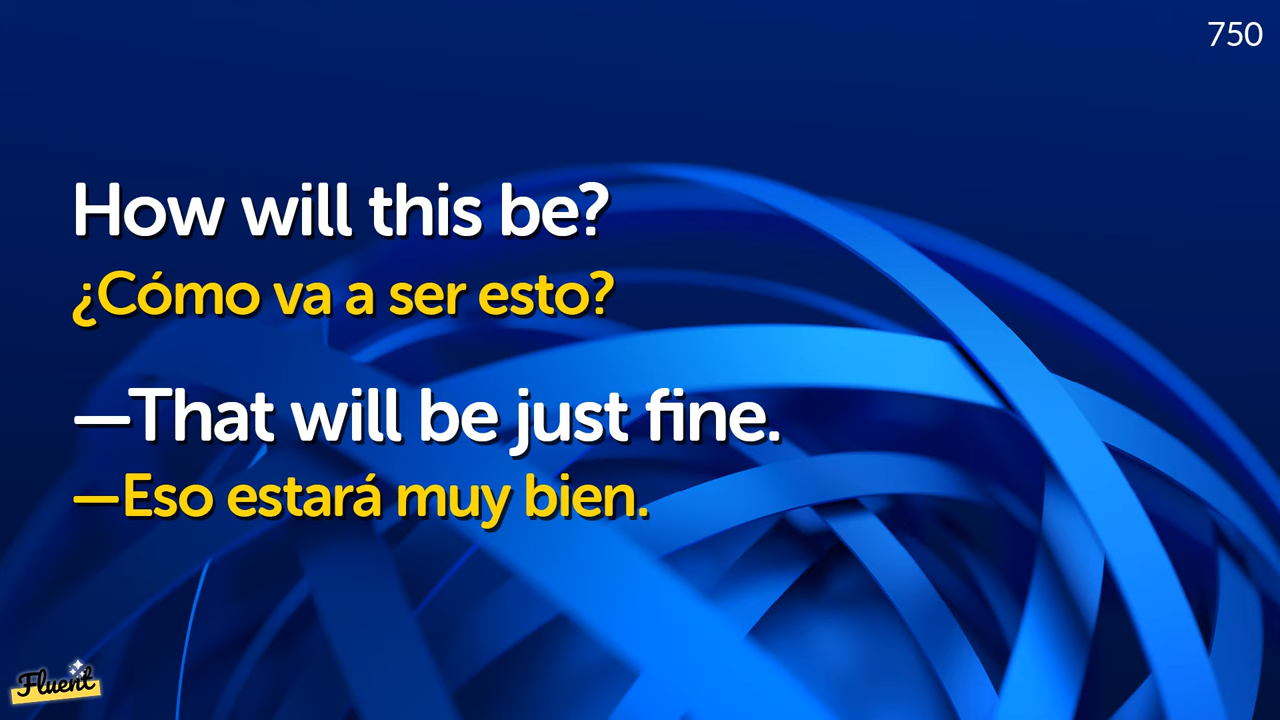 750
How will this be?
¿Cómo va a ser esto?
—That will be just fine.
—Eso estará muy bien.
Fluent